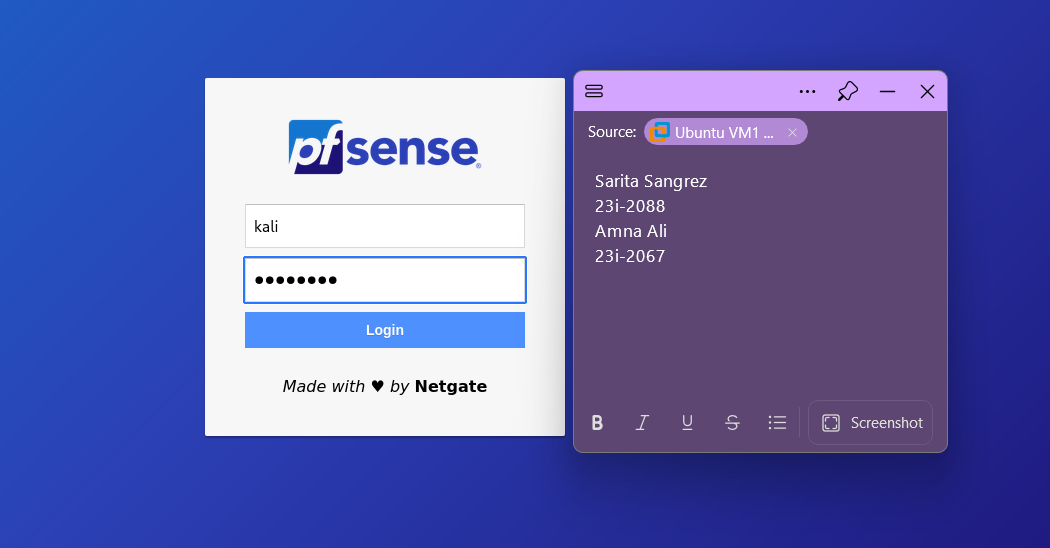 pfsense®
kali
Login
Made with ♥ by Netgate
Source: Ubuntu VM1 ...
Sarita Sangrez
23i-2088
Amna Ali
23i-2067
B I U S Screenshot